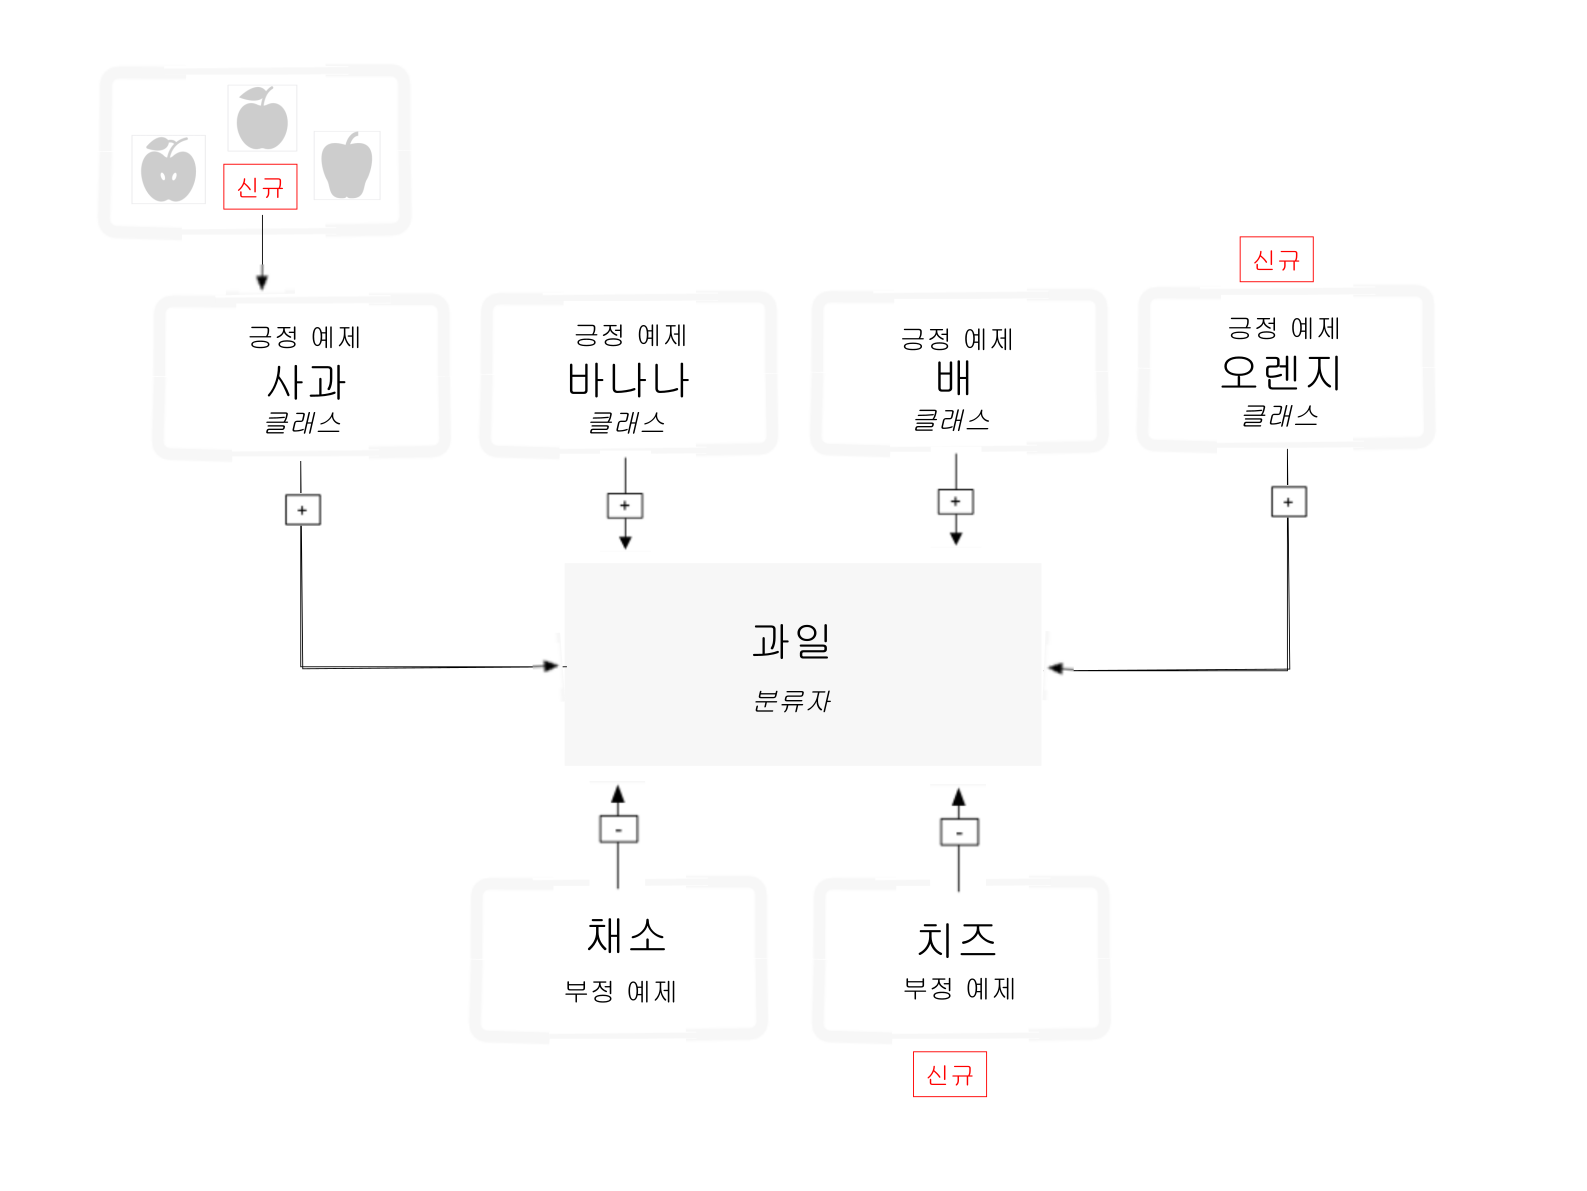 신규
신규
긍정 예제
사과
클래스
긍정 예제
바나나
클래스
긍정 예제
배
클래스
긍정 예제
오렌지
클래스
+
+
+
+
과일
분류자
-
-
채소
부정 예제
치즈
부정 예제
신규